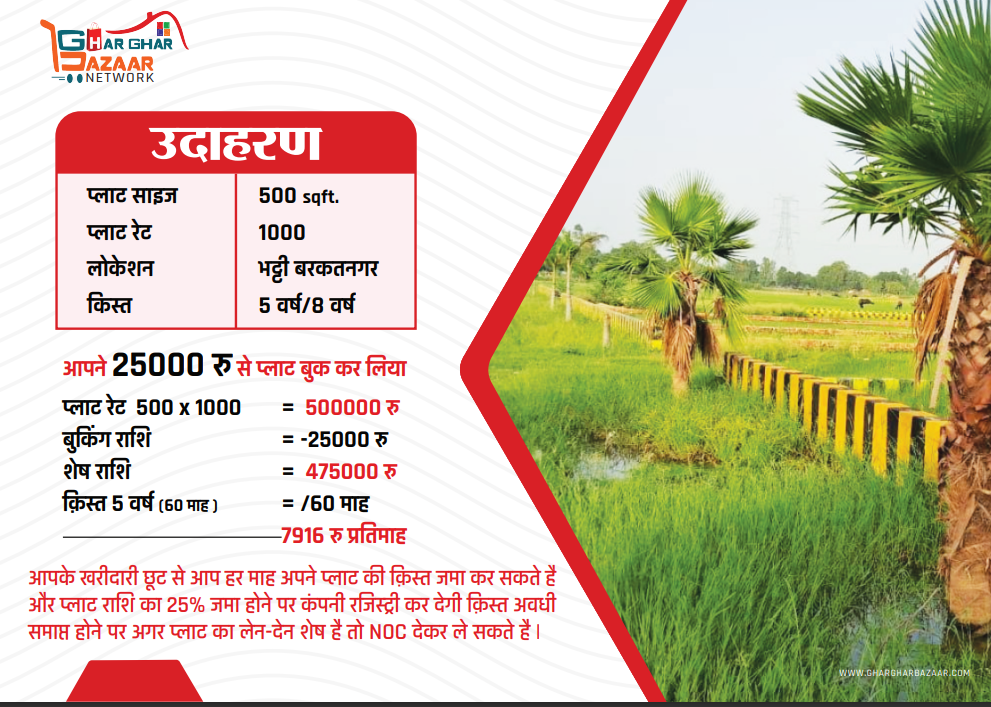 GHAR GHAR
BAZAAR
NETWORK
उदाहरण
प्लाट साइज 500 sqft.
प्लाट रेट 1000
लोकेशन भट्टी बरकतनगर
किस्त 5 वर्ष/8 वर्ष
आपने 25000 रु से प्लाट बुक कर लिया
प्लाट रेट 500 x 1000 = 500000 रु
बुकिंग राशि = -25000 रु
शेष राशि = 475000 रु
क़िस्त 5 वर्ष (60 माह ) = /60 माह
7916 रु प्रतिमाह
आपके खरीदारी छूट से आप हर माह अपने प्लाट की क़िस्त जमा कर सकते है
और प्लाट राशि का 25% जमा होने पर कंपनी रजिस्ट्री कर देगी क़िस्त अवधी
समाप्त होने पर अगर प्लाट का लेन-देन शेष है तो NOC देकर ले सकते है ।
WWW.GHARGHARBAZAAR.COM